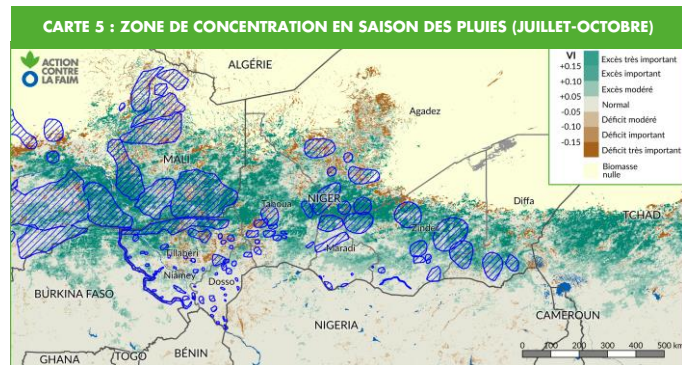 CARTE 5 : ZONE DE CONCENTRATION EN SAISON DES PLUIES (JUILLET-OCTOBRE)
ACTION
CONTRE
LA FAIM
ALGÉRIE
VI
+0.15
+0.10
+0.05
-0.05
-0.10
-0.15
Excès très important
Excès important
Excès modéré
Normal
Déficit modéré
Déficit important
Déficit très important
Biomasse
nulle
Agadez
MALI
NIGER
Tahoua
Diffa
TCHAD
Zinder
Maradi
Tillaberi
Niamey
Dosso
BURKINA FASO
NIGERIA
CAMEROUN
BÉNIN
GHANA
TOGO
0 100 200 300 400 500 km